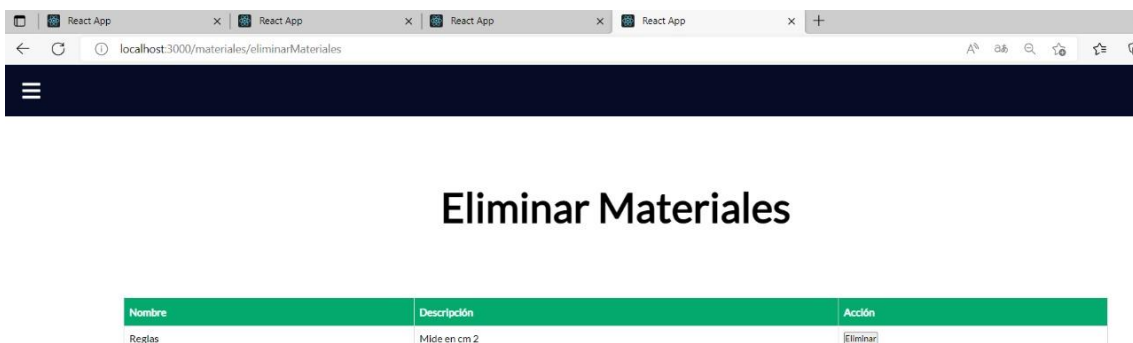 React App React App React App React App
localhost:3000/materiales/eliminarMateriales
Eliminar Materiales
Nombre Descripción Acción
Reglas Mide en cm 2 Eliminar